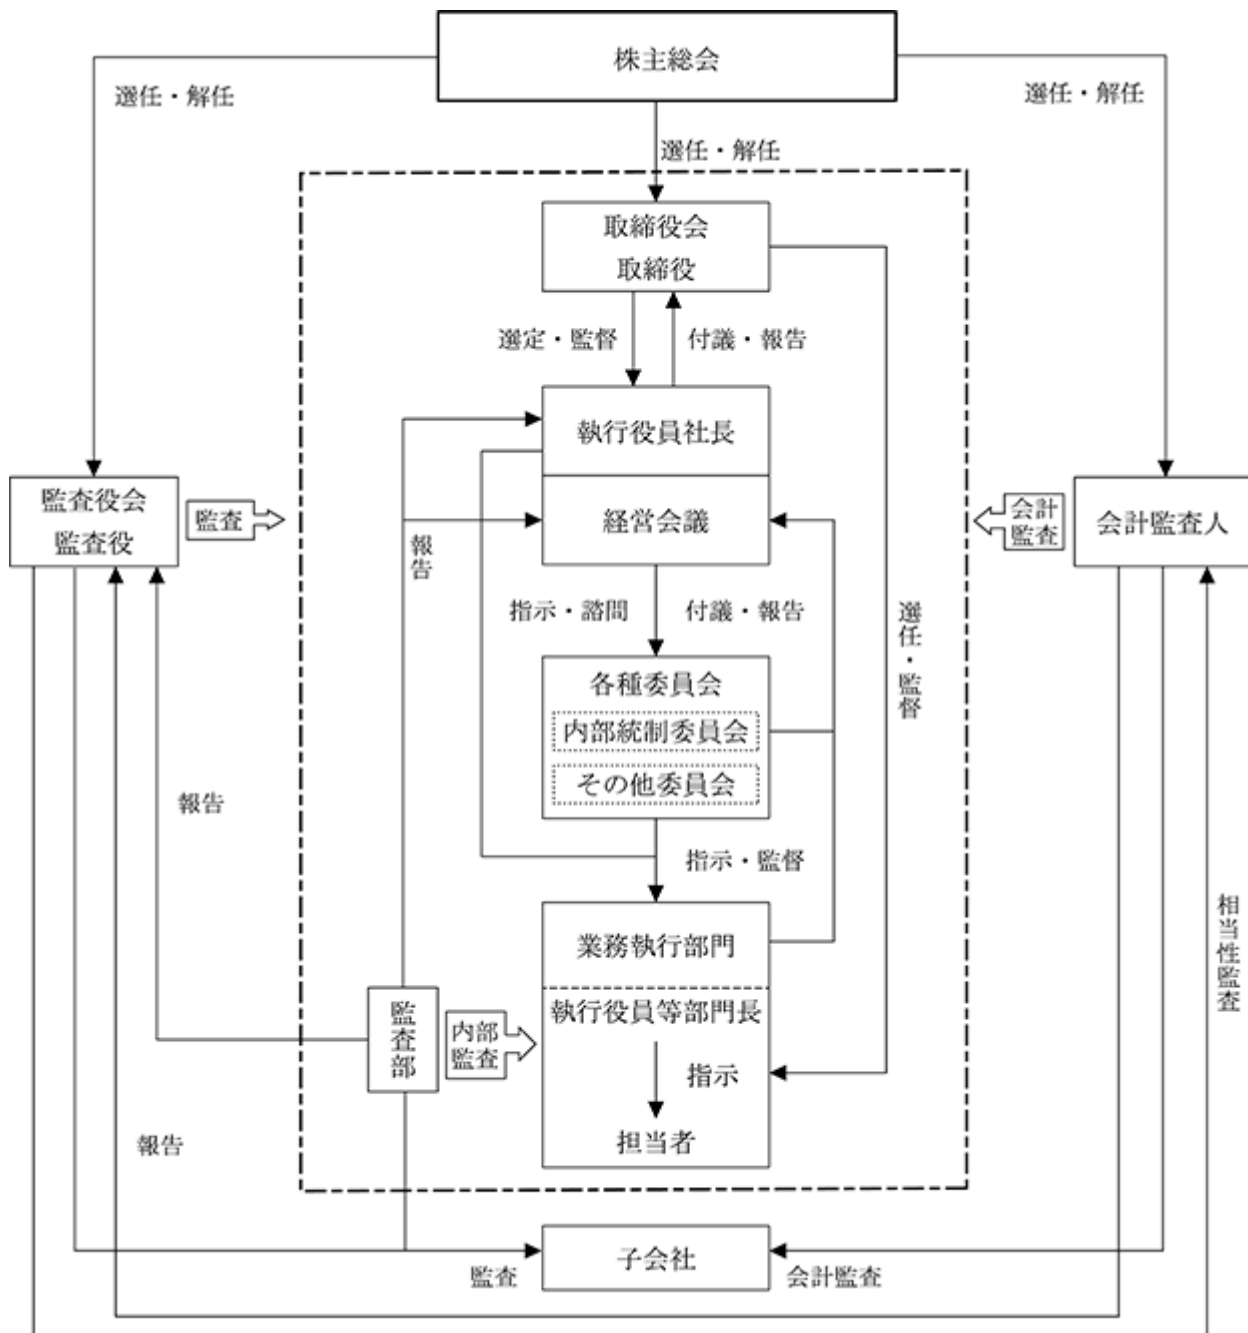 株主総会
選任・解任
選任・解任
選任・解任
取締役会
取締役
選定・監督
付議・報告
執行役員社長
経営会議
監査役会
監査役
監査
会計
監査
会計監査人
報告
指示・諮問
付議・報告
選任・監督
各種委員会
内部統制委員会
その他委員会
報告
指示・監督
相当性監査
業務執行部門
執行役員等部門長
監査部
内部
監査
指示
担当者
報告
子会社
監査
会計監査